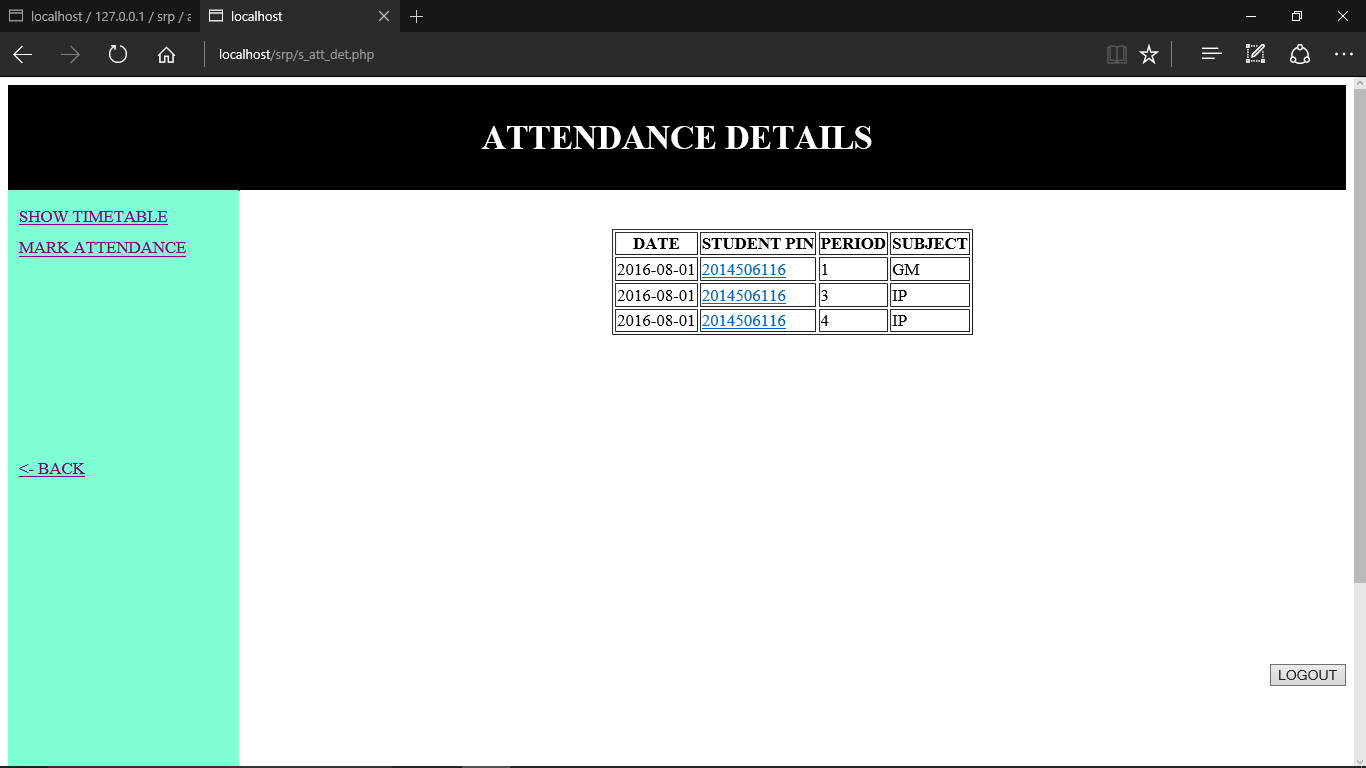 localhost / 127.0.0.1 / srp / a
localhost
localhost/srp/s_att_det.php
ATTENDANCE DETAILS
SHOW TIMETABLE
MARK ATTENDANCE
<- BACK
DATE STUDENT PIN PERIOD SUBJECT
2016-08-01 2014506116 1 GM
2016-08-01 2014506116 3 IP
2016-08-01 2014506116 4 IP
LOGOUT